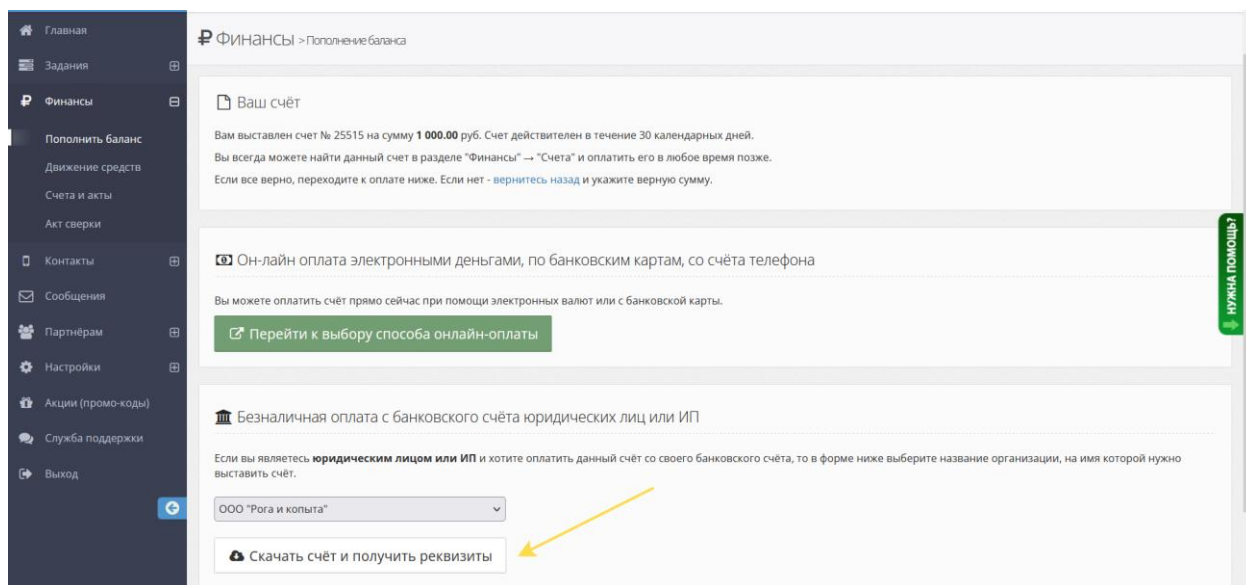 Главная
Задания
Финансы
Пополнить баланс
Движение средств
Счета и акты
Акт сверки
Контакты
Сообщения
Партнёрам
Настройки
Акции (промо-коды)
Служба поддержки
Выход
₽ Финансы > Пополнение баланса
Ваш счёт
Вам выставлен счет № 25515 на сумму 1 000.00 руб. Счет действителен в течение 30 календарных дней.
Вы всегда можете найти данный счет в разделе "Финансы" → "Счета" и оплатить его в любое время позже.
Если все верно, переходите к оплате ниже. Если нет - вернитесь назад и укажите верную сумму.
Он-лайн оплата электронными деньгами, по банковским картам, со счёта телефона
Вы можете оплатить счёт прямо сейчас при помощи электронных валют или с банковской карты.
Перейти к выбору способа онлайн-оплаты
Безналичная оплата с банковского счёта юридических лиц или ИП
Если вы являетесь юридическим лицом или ИП и хотите оплатить данный счёт со своего банковского счёта, то в форме ниже выберите название организации, на имя которой нужно
выставить счёт.
ООО "Рога и копыта"
Скачать счёт и получить реквизиты
НУЖНА ПОМОЩЬ?